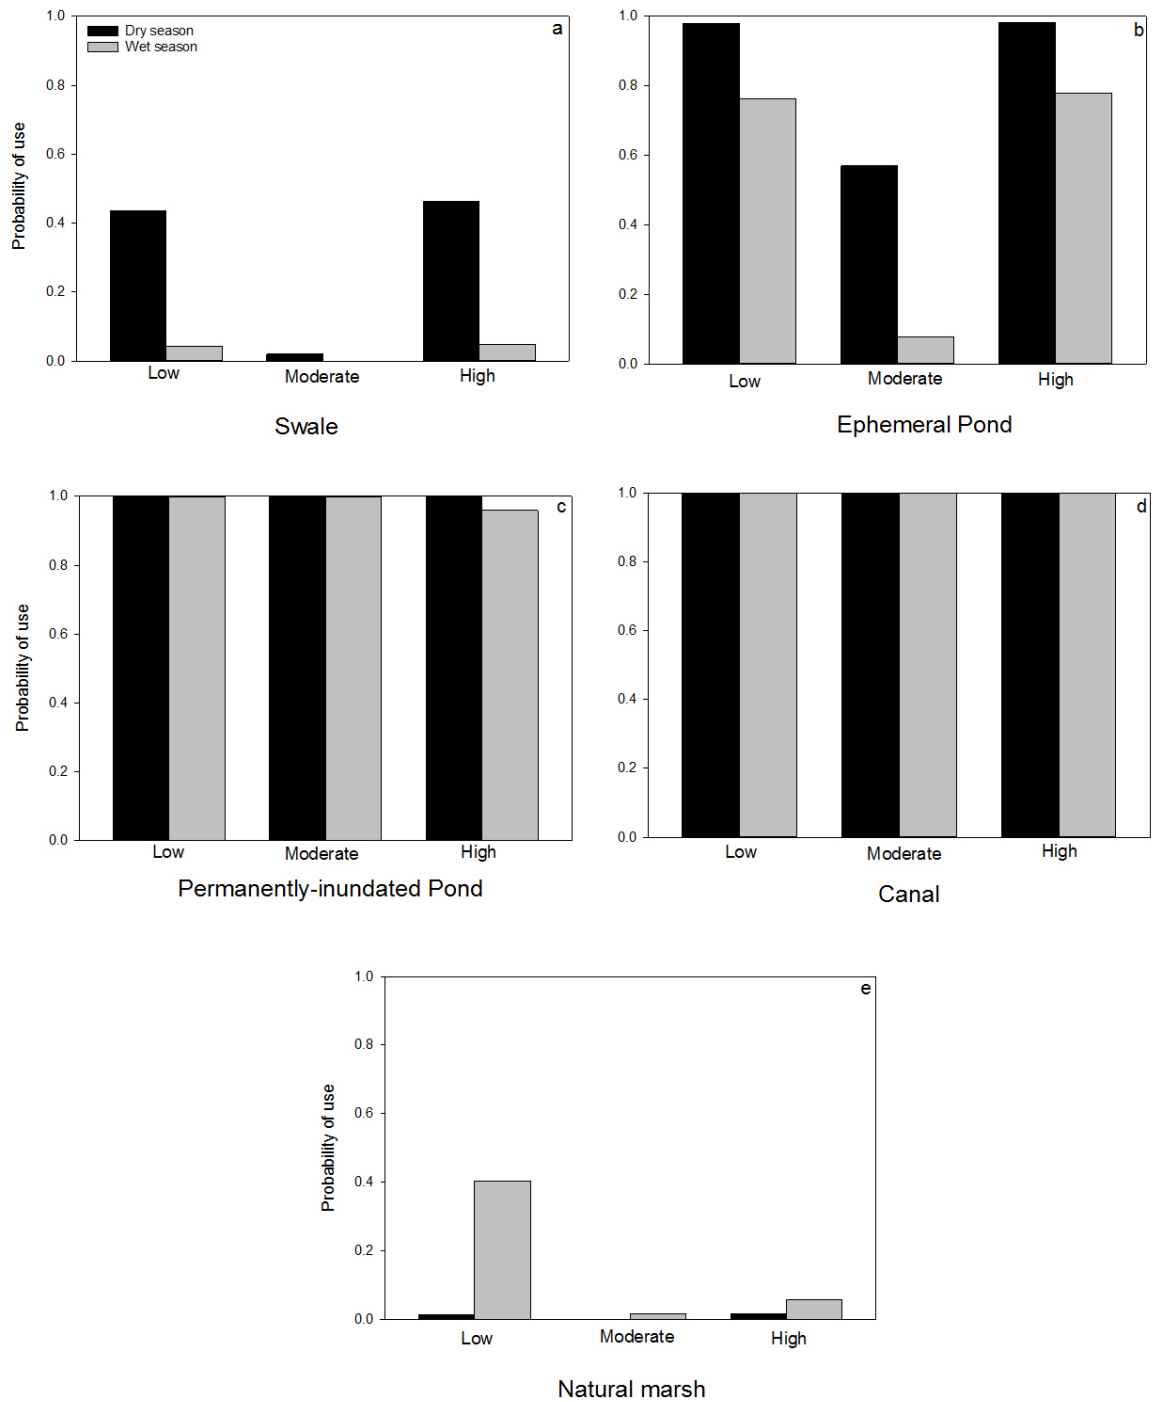 a
Dry season
Wet season
Probability of use
1.0
0.8
0.6
0.4
0.2
0.0
Low
Moderate
High
Swale
b
1.0
0.8
0.6
0.4
0.2
0.0
Low
Moderate
High
Ephemeral Pond
c
Probability of use
1.0
0.8
0.6
0.4
0.2
0.0
Low
Moderate
High
Permanently-inundated Pond
d
1.0
0.8
0.6
0.4
0.2
0.0
Low
Moderate
High
Canal
e
Probability of use
1.0
0.8
0.6
0.4
0.2
0.0
Low
Moderate
High
Natural marsh